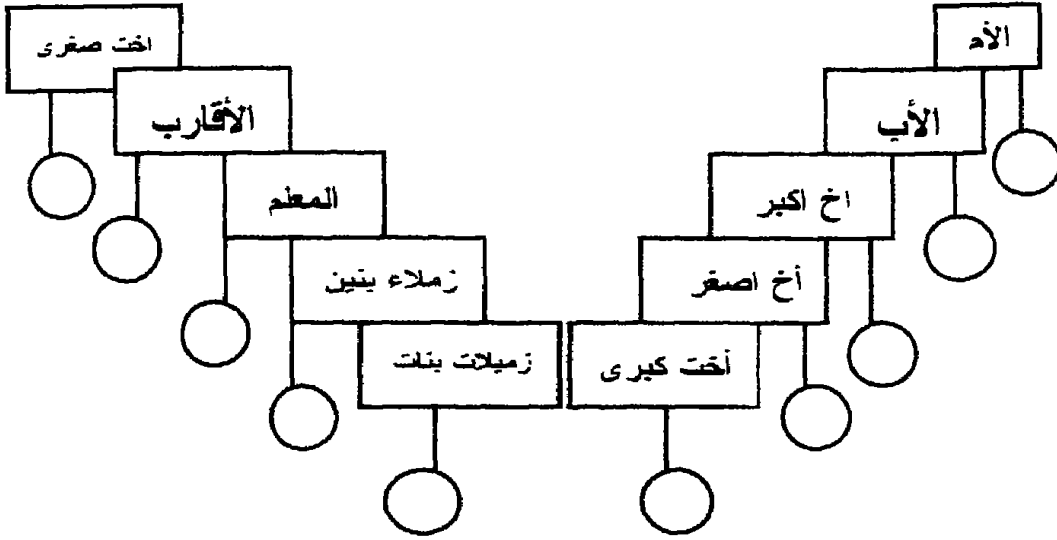 الأم
الأب
اخ اكبر
أخ اصغر
أخت كبرى
اخت صغرى
الأقارب
المعلم
زملاء بنين
زميلات بنات